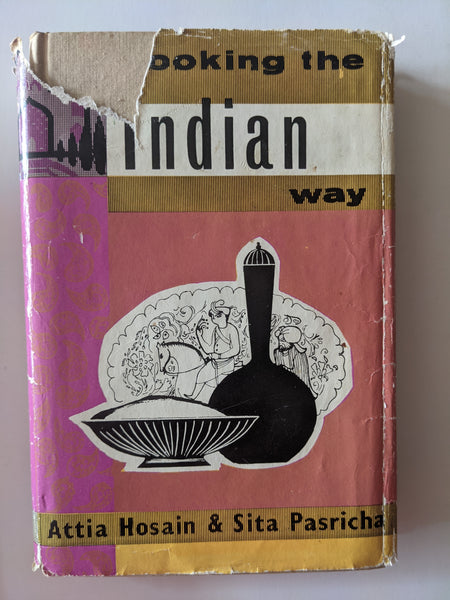 ooking the
Indian
way
Attia Hosain & Sita Pasricha